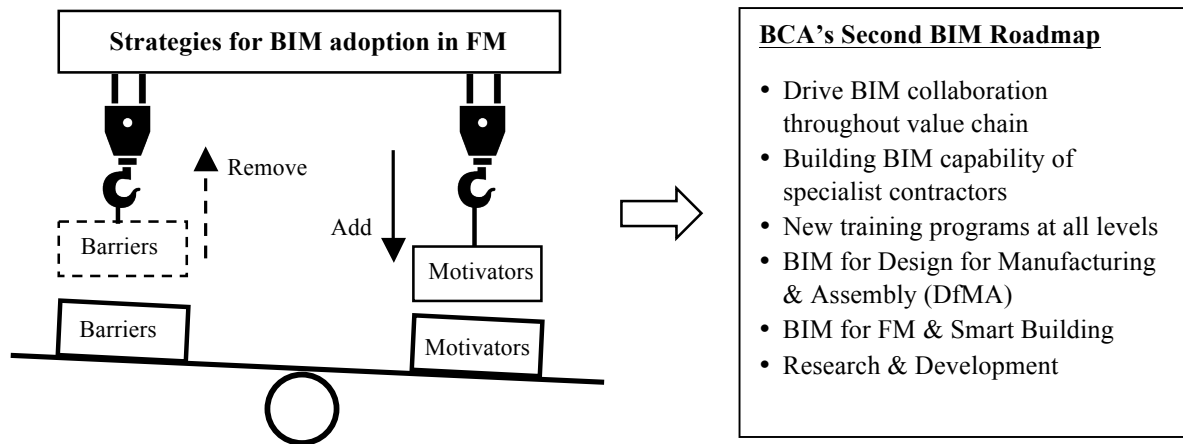 Strategies for BIM adoption in FM
Remove
Add
Barriers
Motivators
Barriers
Motivators
BCA's Second BIM Roadmap
• Drive BIM collaboration
throughout value chain
• Building BIM capability of
specialist contractors
• New training programs at all levels
• BIM for Design for Manufacturing
& Assembly (DfMA)
• BIM for FM & Smart Building
• Research & Development